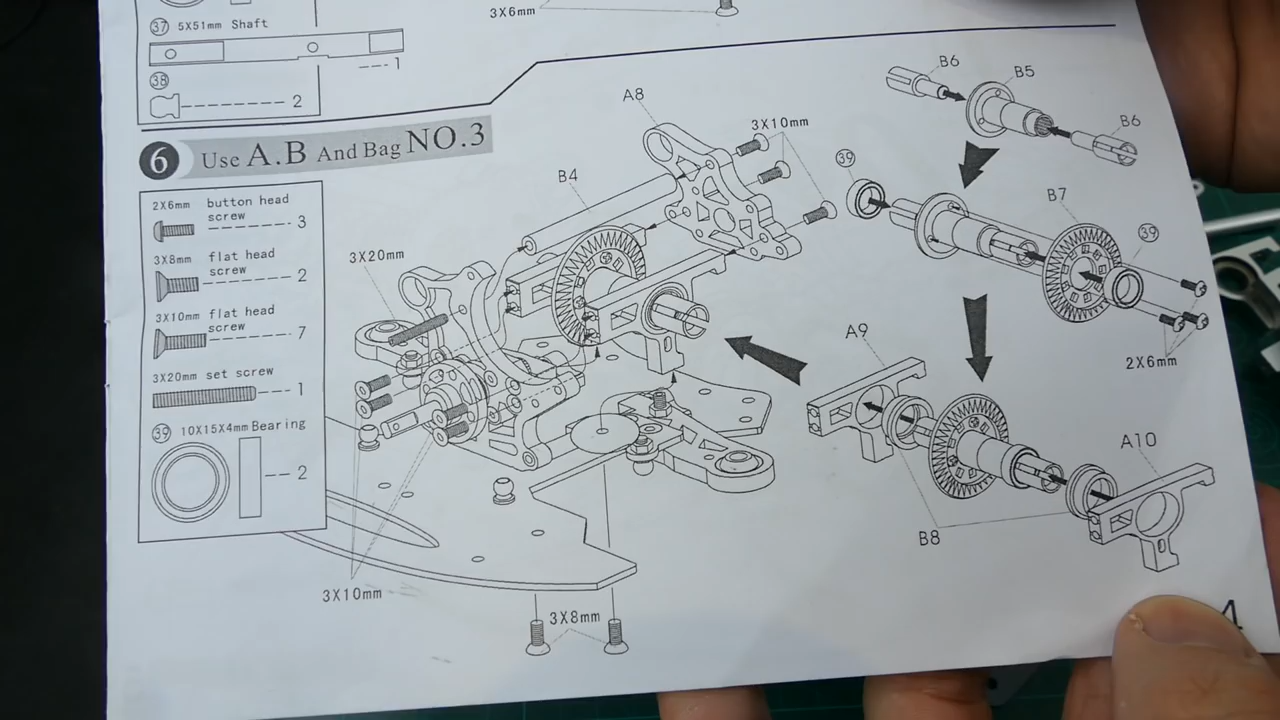 37 5X51mm Shaft
1
38
2
3X6mm
6 Use A.B And Bag NO.3
2X6mm button head
screw
3
3X8mm flat head
screw
2
3X10mm flat head
screw
7
3X20mm set screw
1
39 10X15X4mm Bearing
2
3X20mm
B4
A8
3X10mm
39
B6
B5
B6
B7
39
2X6mm
A9
A10
B8
3X10mm
3X8mm
4